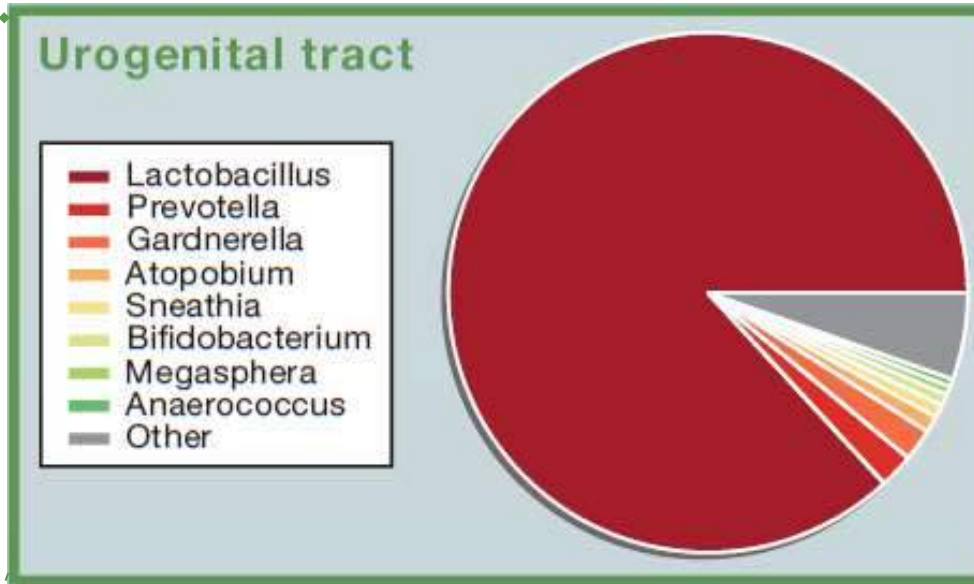 Urogenital tract
Lactobacillus
Prevotella
Gardnerella
Atopobium
Sneathia
Bifidobacterium
Megasphera
Anaerococcus
Other